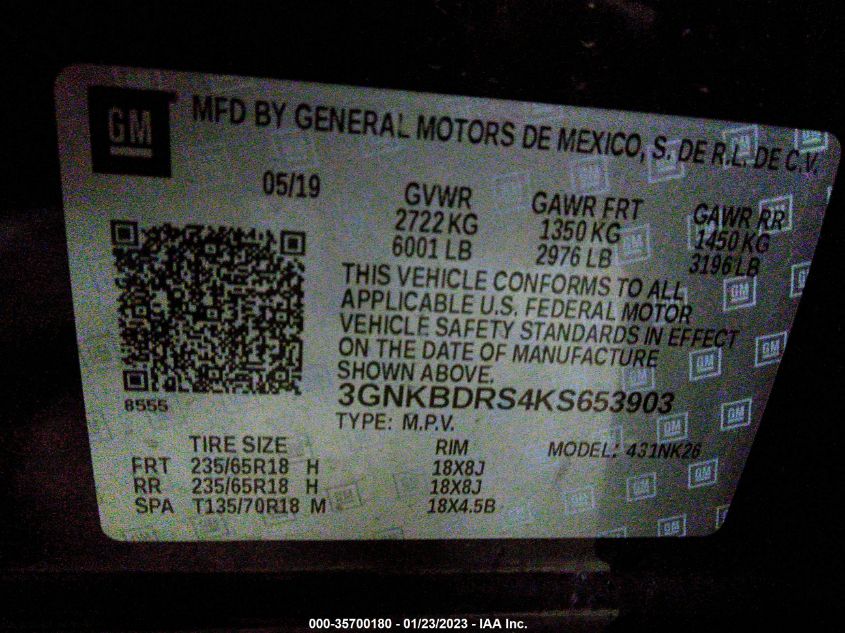 GM
MFD BY GENERAL MOTORS DE MEXICO, S. DE R.L. DE C.V.
05/19
GVWR GAWR FRT GAWR RR
2722 KG 1350 KG 1450 KG
6001 LB 2976 LB 3196 LB
THIS VEHICLE CONFORMS TO ALL
APPLICABLE U.S. FEDERAL MOTOR
VEHICLE SAFETY STANDARDS IN EFFECT
ON THE DATE OF MANUFACTURE
SHOWN ABOVE.
8555
3GNKBDRS4KS653903
TYPE: M.P.V.
TIRE SIZE RIM MODEL: 431NK26
FRT 235/65R18 H 18X8J
RR 235/65R18 H 18X8J
SPA T135/70R18 M 18X4.5B
000-35700180 - 01/23/2023 - IAA Inc.